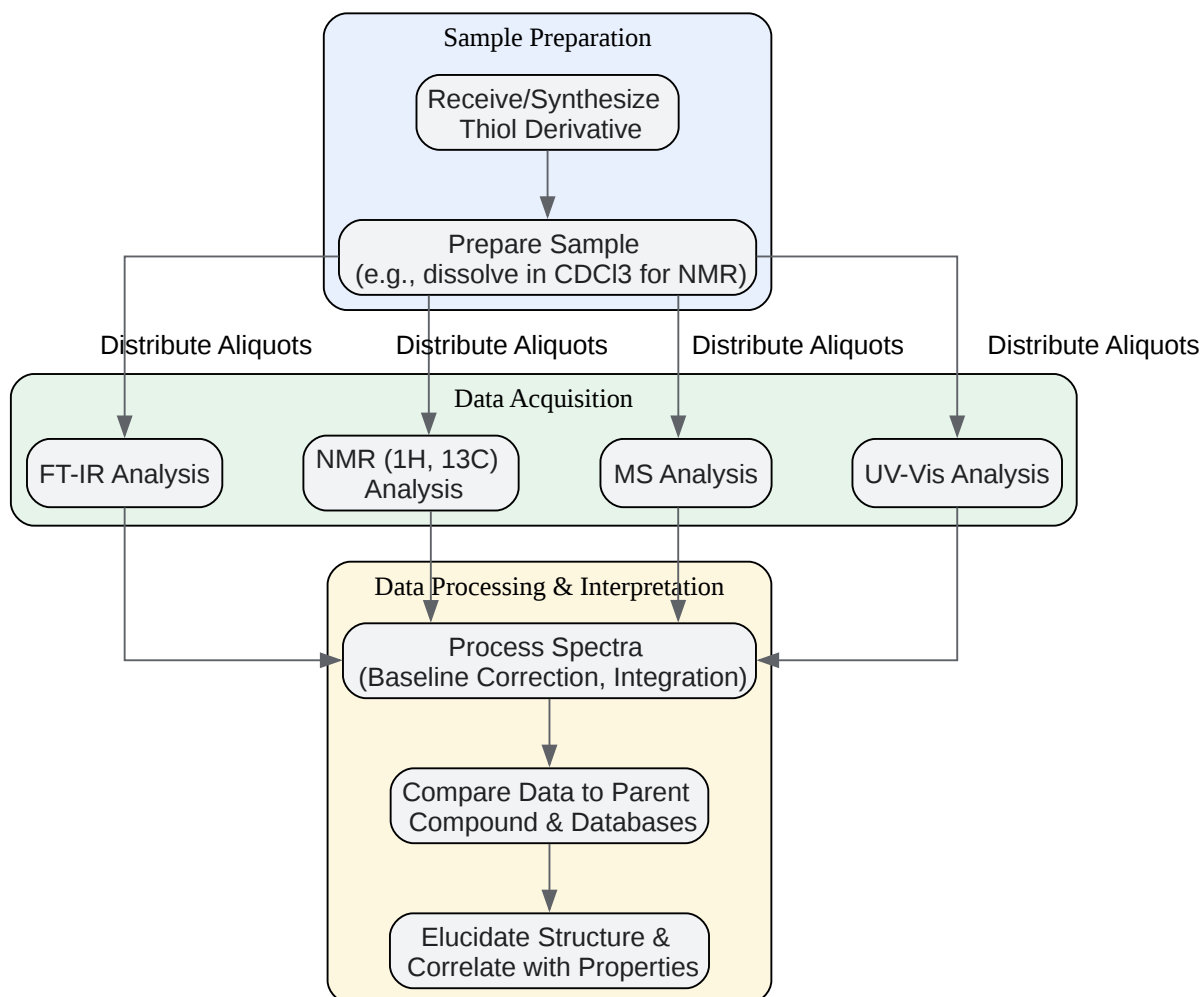 Sample Preparation
Receive/Synthesize
Thiol Derivative
Prepare Sample
(e.g., dissolve in CDCl3 for NMR)
Distribute Aliquots
Distribute Aliquots
Distribute Aliquots
Distribute Aliquots
Data Acquisition
FT-IR Analysis
NMR (1H, 13C)
Analysis
MS Analysis
UV-Vis Analysis
Data Processing & Interpretation
Process Spectra
(Baseline Correction, Integration)
Compare Data to Parent
Compound & Databases
Elucidate Structure &
Correlate with Properties